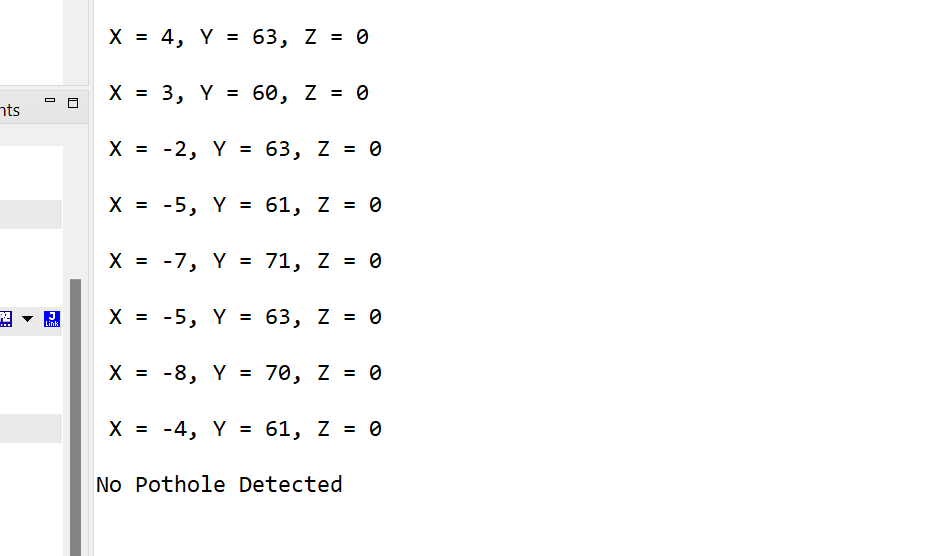 X = 4, Y = 63, Z = 0
X = 3, Y = 60, Z = 0
nts
X = -2, Y = 63, Z = 0
X = -5, Y = 61, Z = 0
X = -7, Y = 71, Z = 0
X = -5, Y = 63, Z = 0
J
Link
X = -8, Y = 70, Z = 0
X = -4, Y = 61, Z = 0
No Pothole Detected